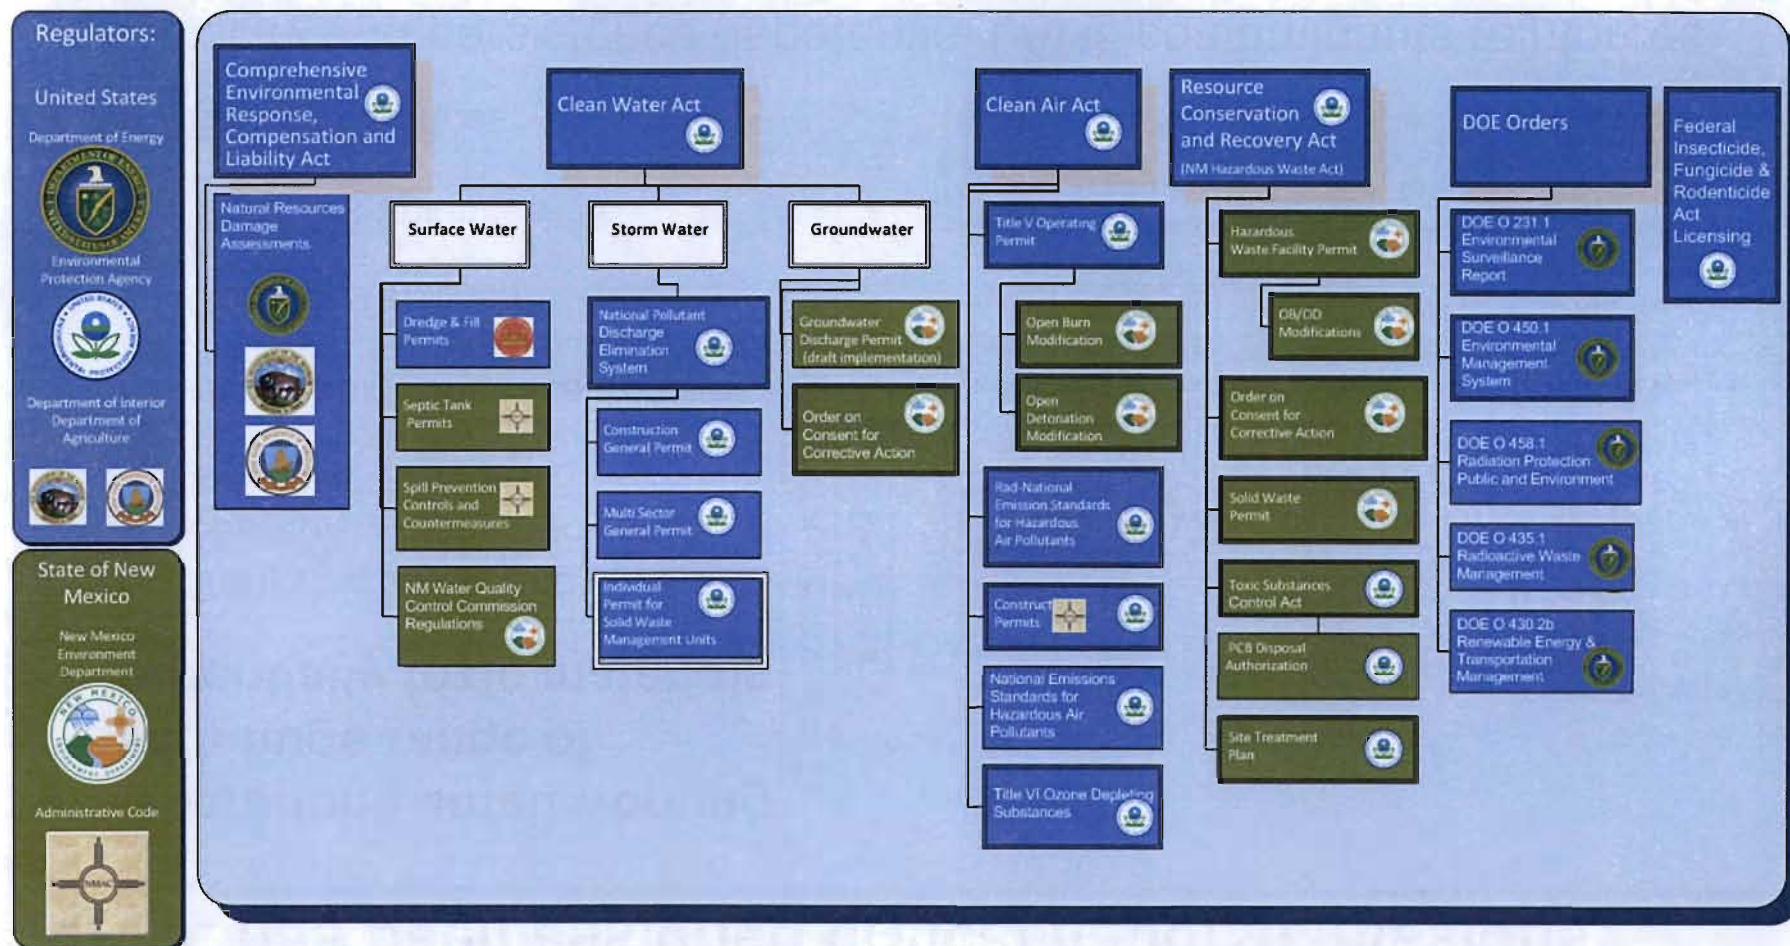 Regulators:
United States
Department of Energy
Environmental
Protection Agency
Department of Interior
Department of
Agriculture
State of New
Mexico
New Mexico
Environment
Department
NEW MEXICO
ENVIRONMENT DEPARTMENT
Administrative Code
NMAC
Comprehensive
Environmental
Response,
Compensation and
Liability Act
Natural Resources
Damage
Assessments
Clean Water Act
Surface Water
Dredge & Fill
Permits
Septic Tank
Permits
Spill Prevention
Controls and
Countermeasures
NM Water Quality
Control Commission
Regulations
Storm Water
National Pollutant
Discharge
Elimination
System
Construction
General Permit
Multi Sector
General Permit
Individual
Permit for
Solid Waste
Management Units
Groundwater
Groundwater
Discharge Permit
(draft implementation)
Order on
Consent for
Corrective Action
Clean Air Act
Title V Operating
Permit
Open Burn
Modification
Open
Detonation
Modification
Rad-National
Emission Standards
for Hazardous
Air Pollutants
Construct
Permits
National Emissions
Standards for
Hazardous Air
Pollutants
Title VI Ozone Depleting
Substances
Resource
Conservation
and Recovery Act
(NM Hazardous Waste Act)
Hazardous
Waste Facility Permit
OB/OD
Modifications
Order on
Consent for
Corrective Action
Solid Waste
Permit
Toxic Substances
Control Act
PCB Disposal
Authorization
Site Treatment
Plan
DOE Orders
DOE O 231.1
Environmental
Surveillance
Report
DOE O 450.1
Environmental
Management
System
DOE O 458.1
Radiation Protection
Public and Environment
DOE O 435.1
Radioactive Waste
Management
DOE O 430.2b
Renewable Energy &
Transportation
Management
Federal
Insecticide,
Fungicide &
Rodenticide
Act
Licensing